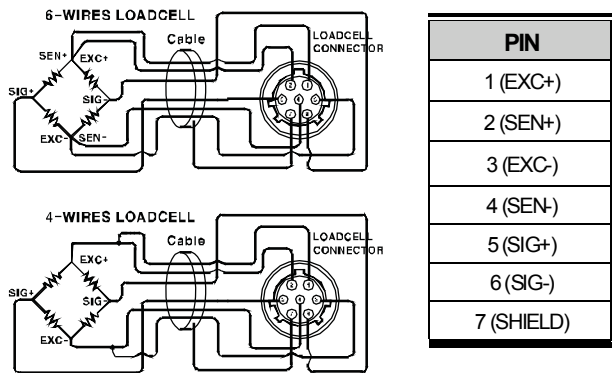 6-WIRES LOADCELL
Cable
LOADCELL
CONNECTOR
SEN+
EXC+
SIG+
SIG-
EXC-
SEN-
4-WIRES LOADCELL
Cable
LOADCELL
CONNECTOR
EXC+
SIG+
SIG-
EXC-
PIN
1 (EXC+)
2 (SEN+)
3 (EXC-)
4 (SEN-)
5 (SIG+)
6 (SIG-)
7 (SHIELD)